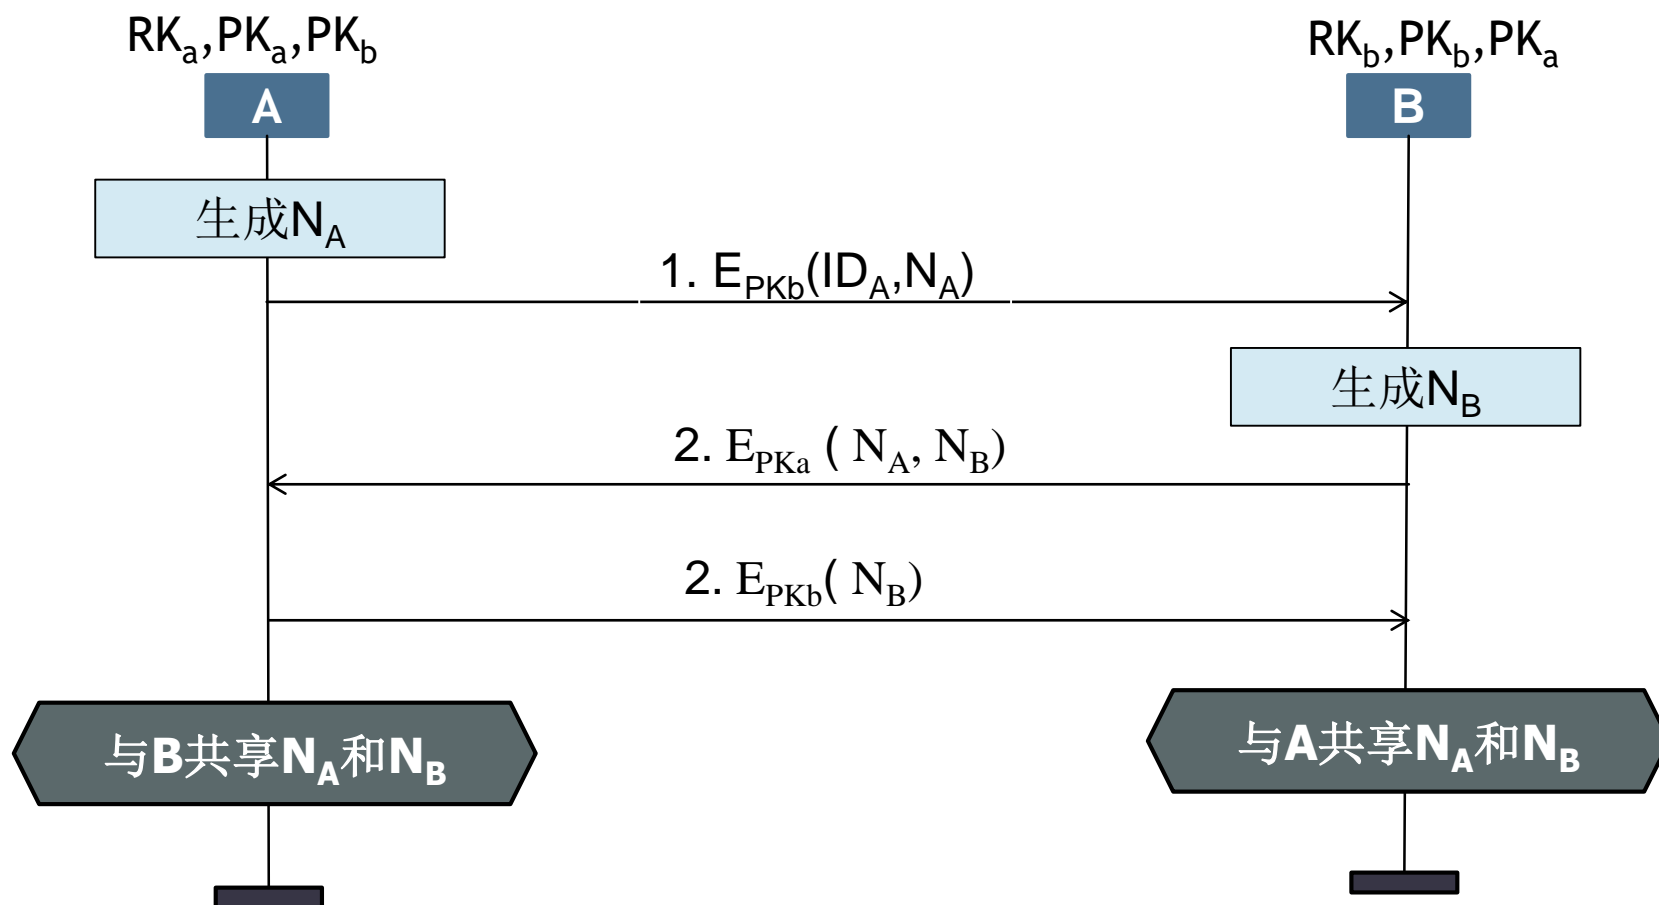 RKa,PKa,PKb
RKb,PKb,PKa
A
B
生成NA
1. EPKb(IDA,NA)
生成NB
2. EPKa ( NA, NB)
2. EPKb( NB)
与B共享NA和NB
与A共享NA和NB